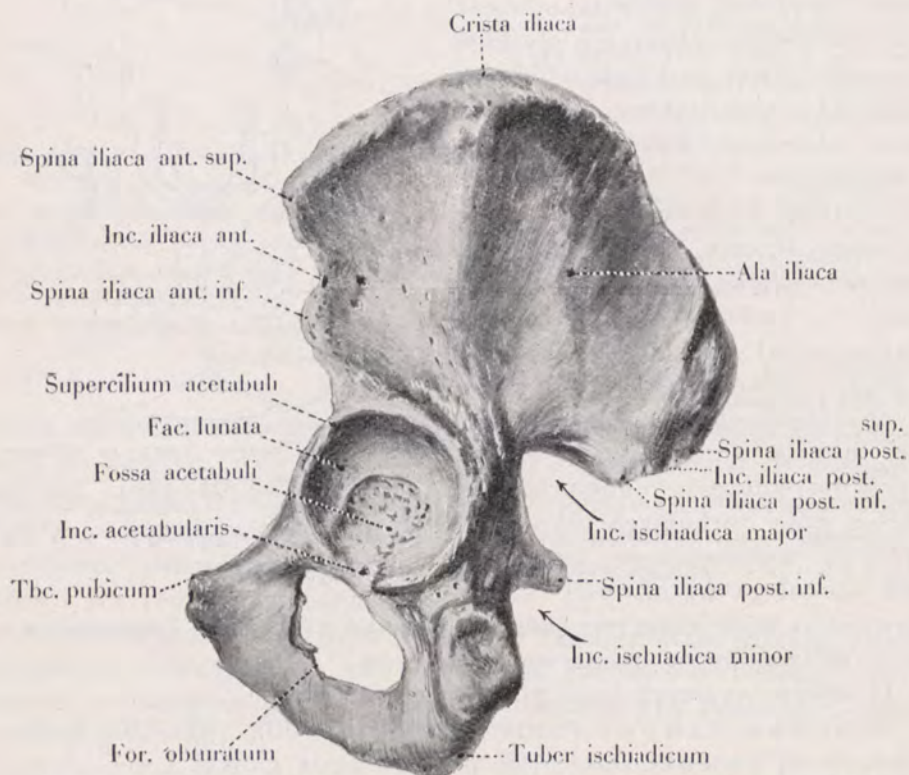 Crista iliaca
Spina iliaca ant. sup.
Inc. iliaca ant.
Spina iliaca ant. inf.
Ala iliaca
Supercilium acetabuli
Fac. lunata
Fossa acetabuli
Inc. acetabularis
Tbc. pubicum
sup.
Spina iliaca post.
Inc. iliaca post.
Spina iliaca post. inf.
Inc. ischiadica major
Spina iliaca post. inf.
Inc. ischiadica minor
For. obturatum
Tuber ischiadicum